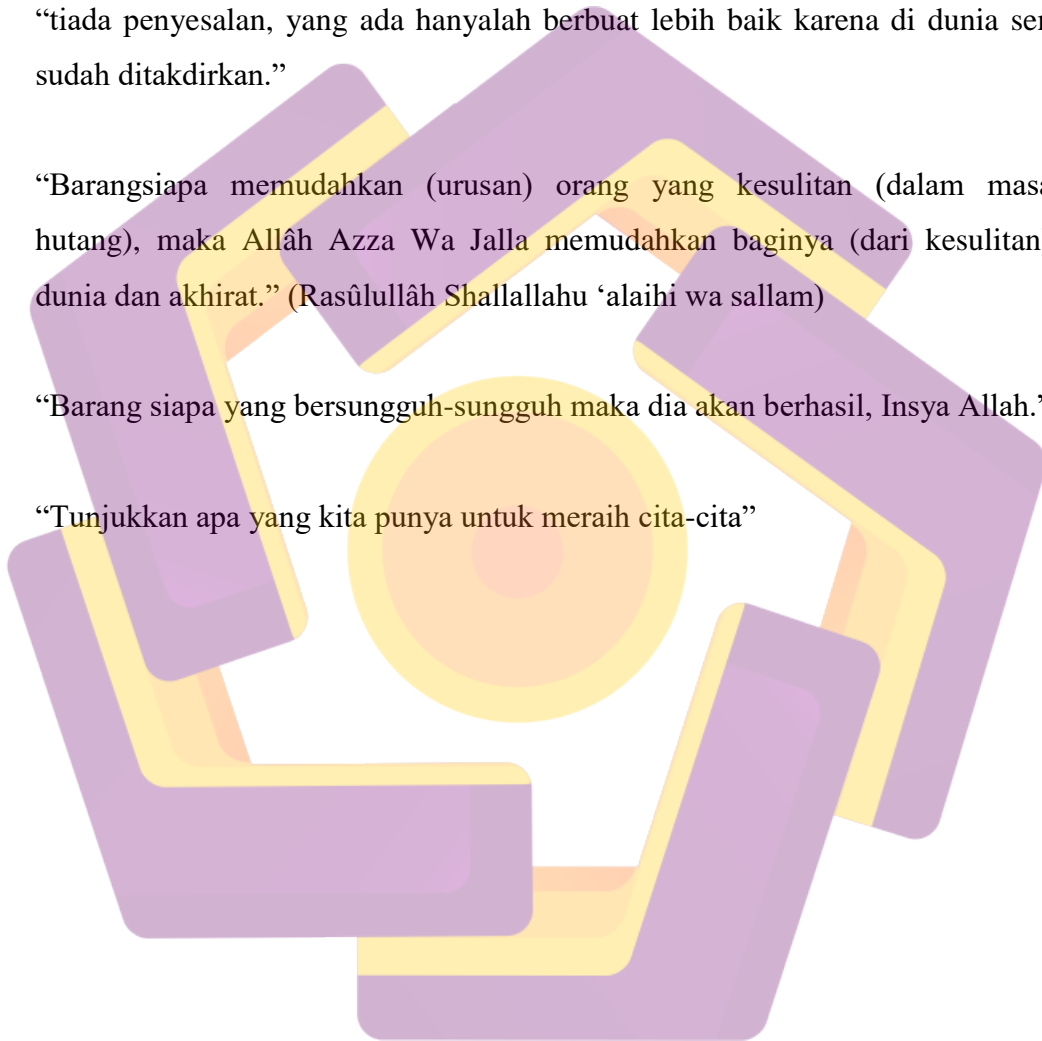 “tiada penyesalan, yang ada hanyalah berbuat lebih baik karena di dunia
sudah ditakdirkan.”
“Barangsiapa memudahkan (urusan) orang yang kesulitan (dalam
hutang), maka Allâh Azza Wa Jalla memudahkan baginya (dari
dunia dan akhirat.” (Rasûlullâh Shallallahu ‘alaihi wa sallam)
“Barang siapa yang bersungguh-sungguh maka dia akan berhasil, Insya Allah.”
“Tunjukkan apa yang kita punya untuk meraih cita-cita”